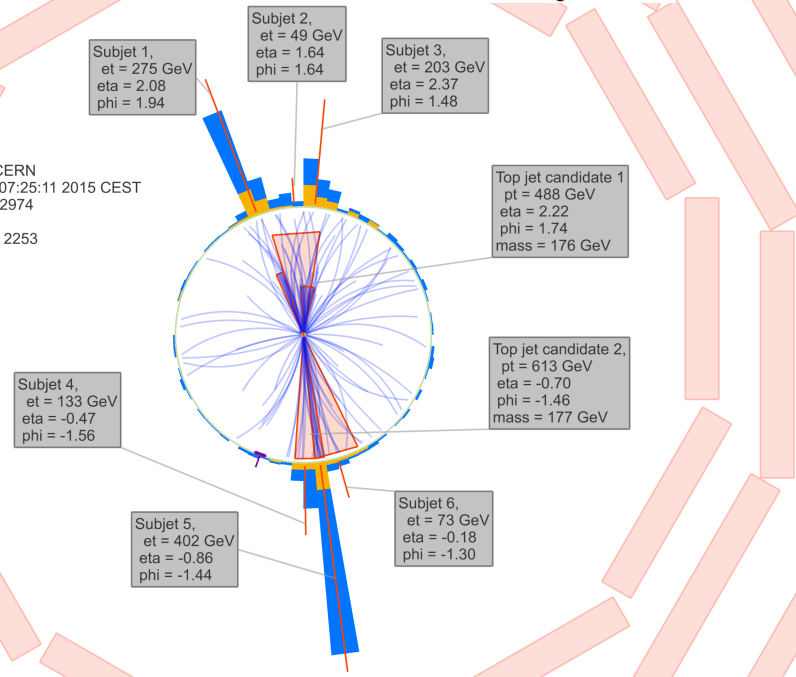 Subjet 1,
et = 275 GeV
eta = 2.08
phi = 1.94
Subjet 2,
et = 49 GeV
eta = 1.64
phi = 1.64
Subjet 3,
et = 203 GeV
eta = 2.37
phi = 1.48
CERN
07:25:11 2015 CEST
2974
2253
Top jet candidate 1
pt = 488 GeV
eta = 2.22
phi = 1.74
mass = 176 GeV
Top jet candidate 2,
pt = 613 GeV
eta = -0.70
phi = -1.46
mass = 177 GeV
Subjet 4,
et = 133 GeV
eta = -0.47
phi = -1.56
Subjet 5,
et = 402 GeV
eta = -0.86
phi = -1.44
Subjet 6,
et = 73 GeV
eta = -0.18
phi = -1.30